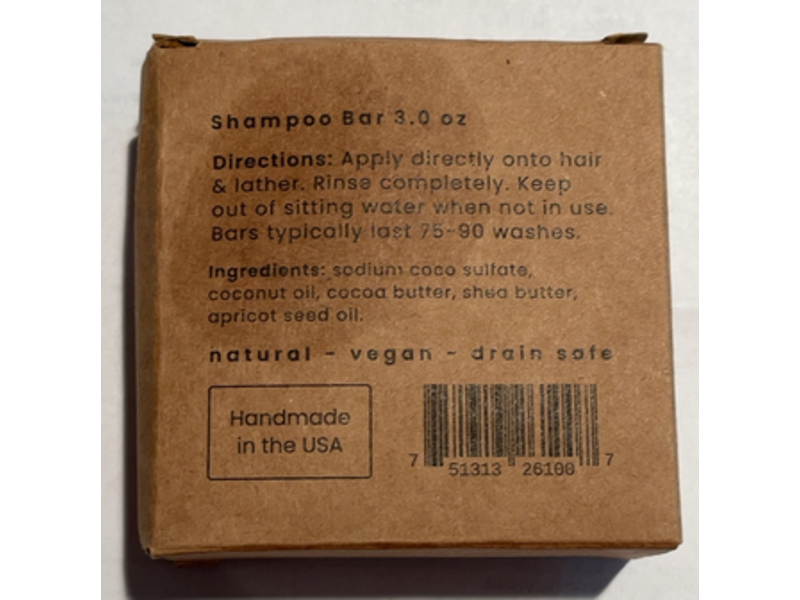 Shampoo Bar 3.0 oz
Directions: Apply directly onto hair
& lather. Rinse completely. Keep
out of sitting water when not in use.
Bars typically last 75-90 washes.
Ingredients: sodium coco sulfate,
coconut oil, cocoa butter, shea butter,
apricot seed oil.
natural - vegan - drain safe
Handmade
in the USA
7 51313 26100 7